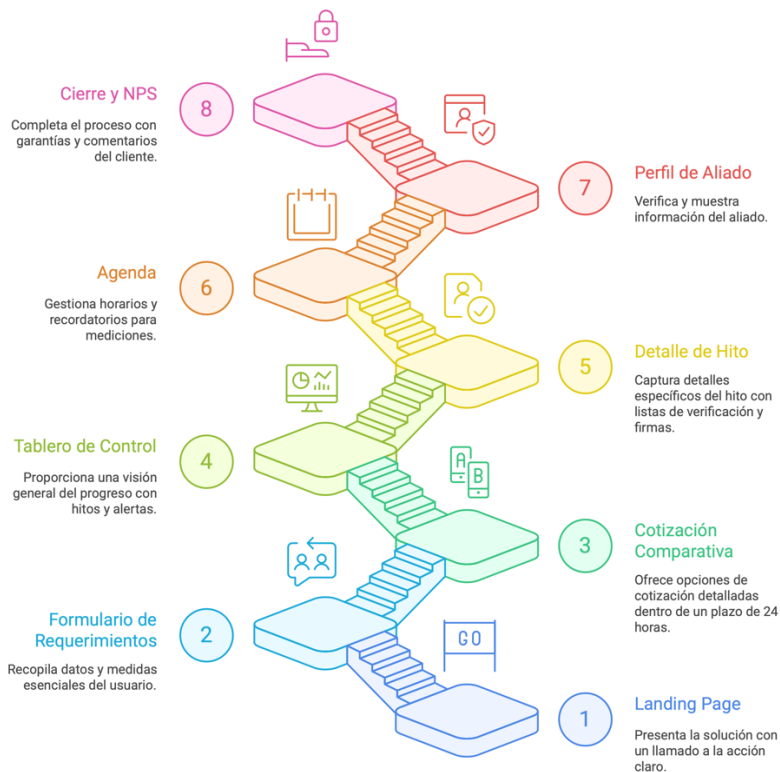 Cierre y NPS
8
Completa el proceso con
garantías y comentarios
del cliente.
7
Perfil de Aliado
Verifica y muestra
información del aliado.
Agenda
6
Gestiona horarios y
recordatorios para
mediciones.
5
Detalle de Hito
Captura detalles
específicos del hito con
listas de verificación y
firmas.
Tablero de Control
4
Proporciona una visión
general del progreso con
hitos y alertas.
A
B
3
Cotización
Comparativa
Ofrece opciones de
cotización detalladas
dentro de un plazo de 24
horas.
Formulario de
Requerimientos
2
Recopila datos y medidas
esenciales del usuario.
GO
1
Landing Page
Presenta la solución con
un llamado a la acción
claro.